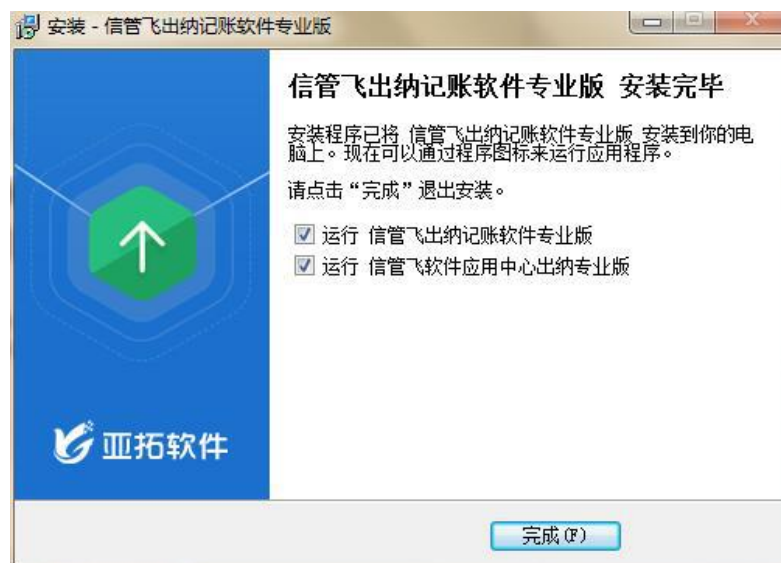 安装 - 信管飞出纳记账软件专业版
信管飞出纳记账软件专业版 安装完毕
安装程序已将 信管飞出纳记账软件专业版 安装到你的电
脑上。现在可以通过程序图标来运行应用程序。
请点击“完成”退出安装。
运行 信管飞出纳记账软件专业版
运行 信管飞软件应用中心出纳专业版
亚拓软件
完成(F)